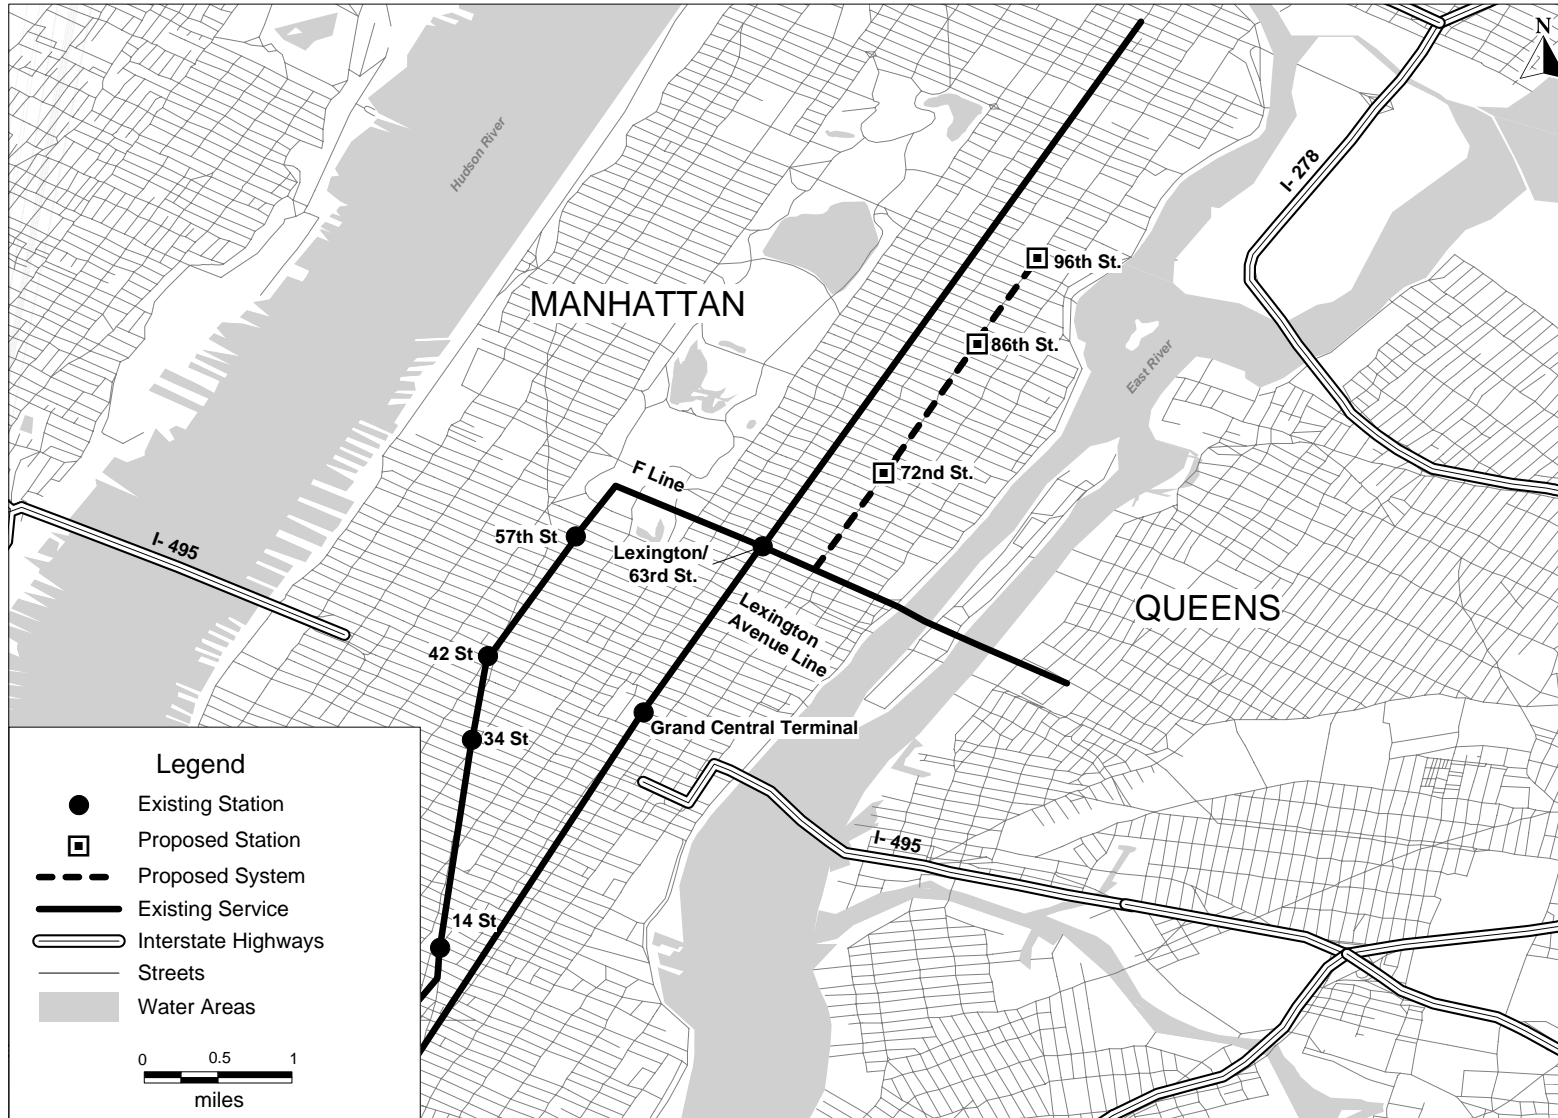 N
Hudson River
I- 278
96th St.
MANHATTAN
86th St.
East River
F Line
72nd St.
57th St
I- 495
Lexington/
63rd St.
Lexington
Avenue Line
QUEENS
42 St
Grand Central Terminal
34 St
I- 495
14 St
Legend
Existing Station
Proposed Station
Proposed System
Existing Service
Interstate Highways
Streets
Water Areas
0 0.5 1
miles